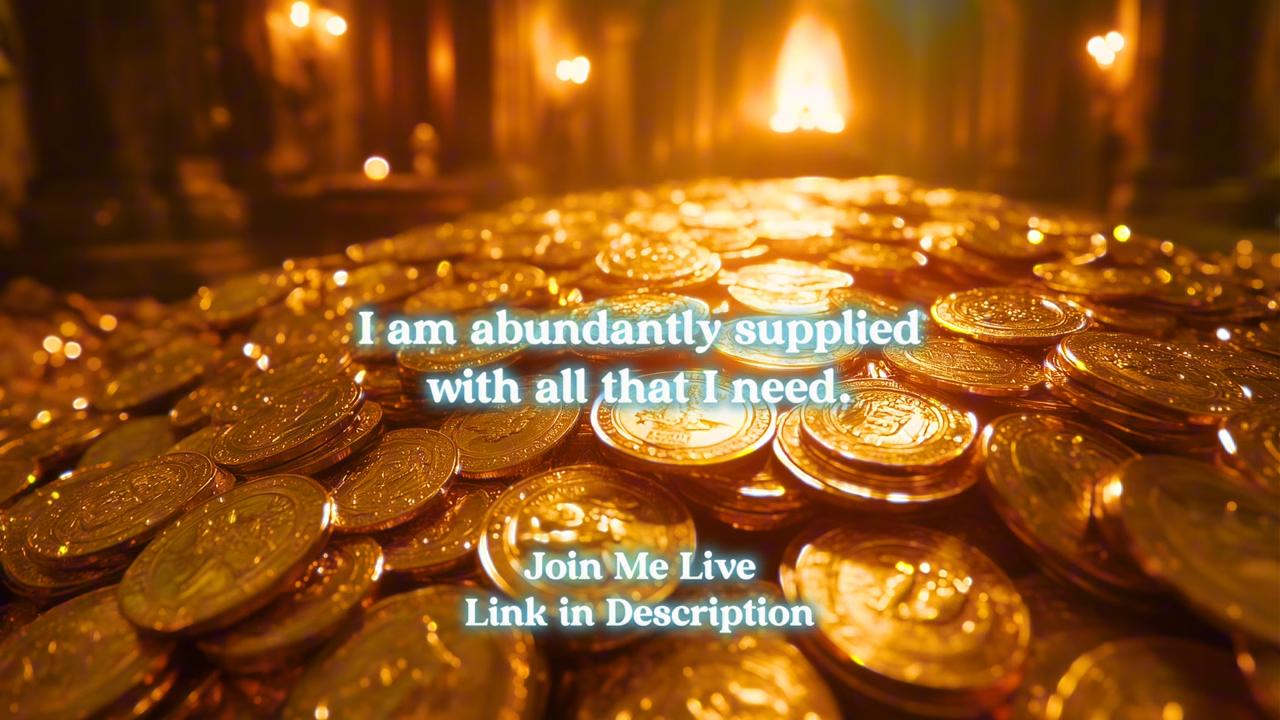 I am abundantly supplied
with all that I need.
Join Me Live
Link in Description